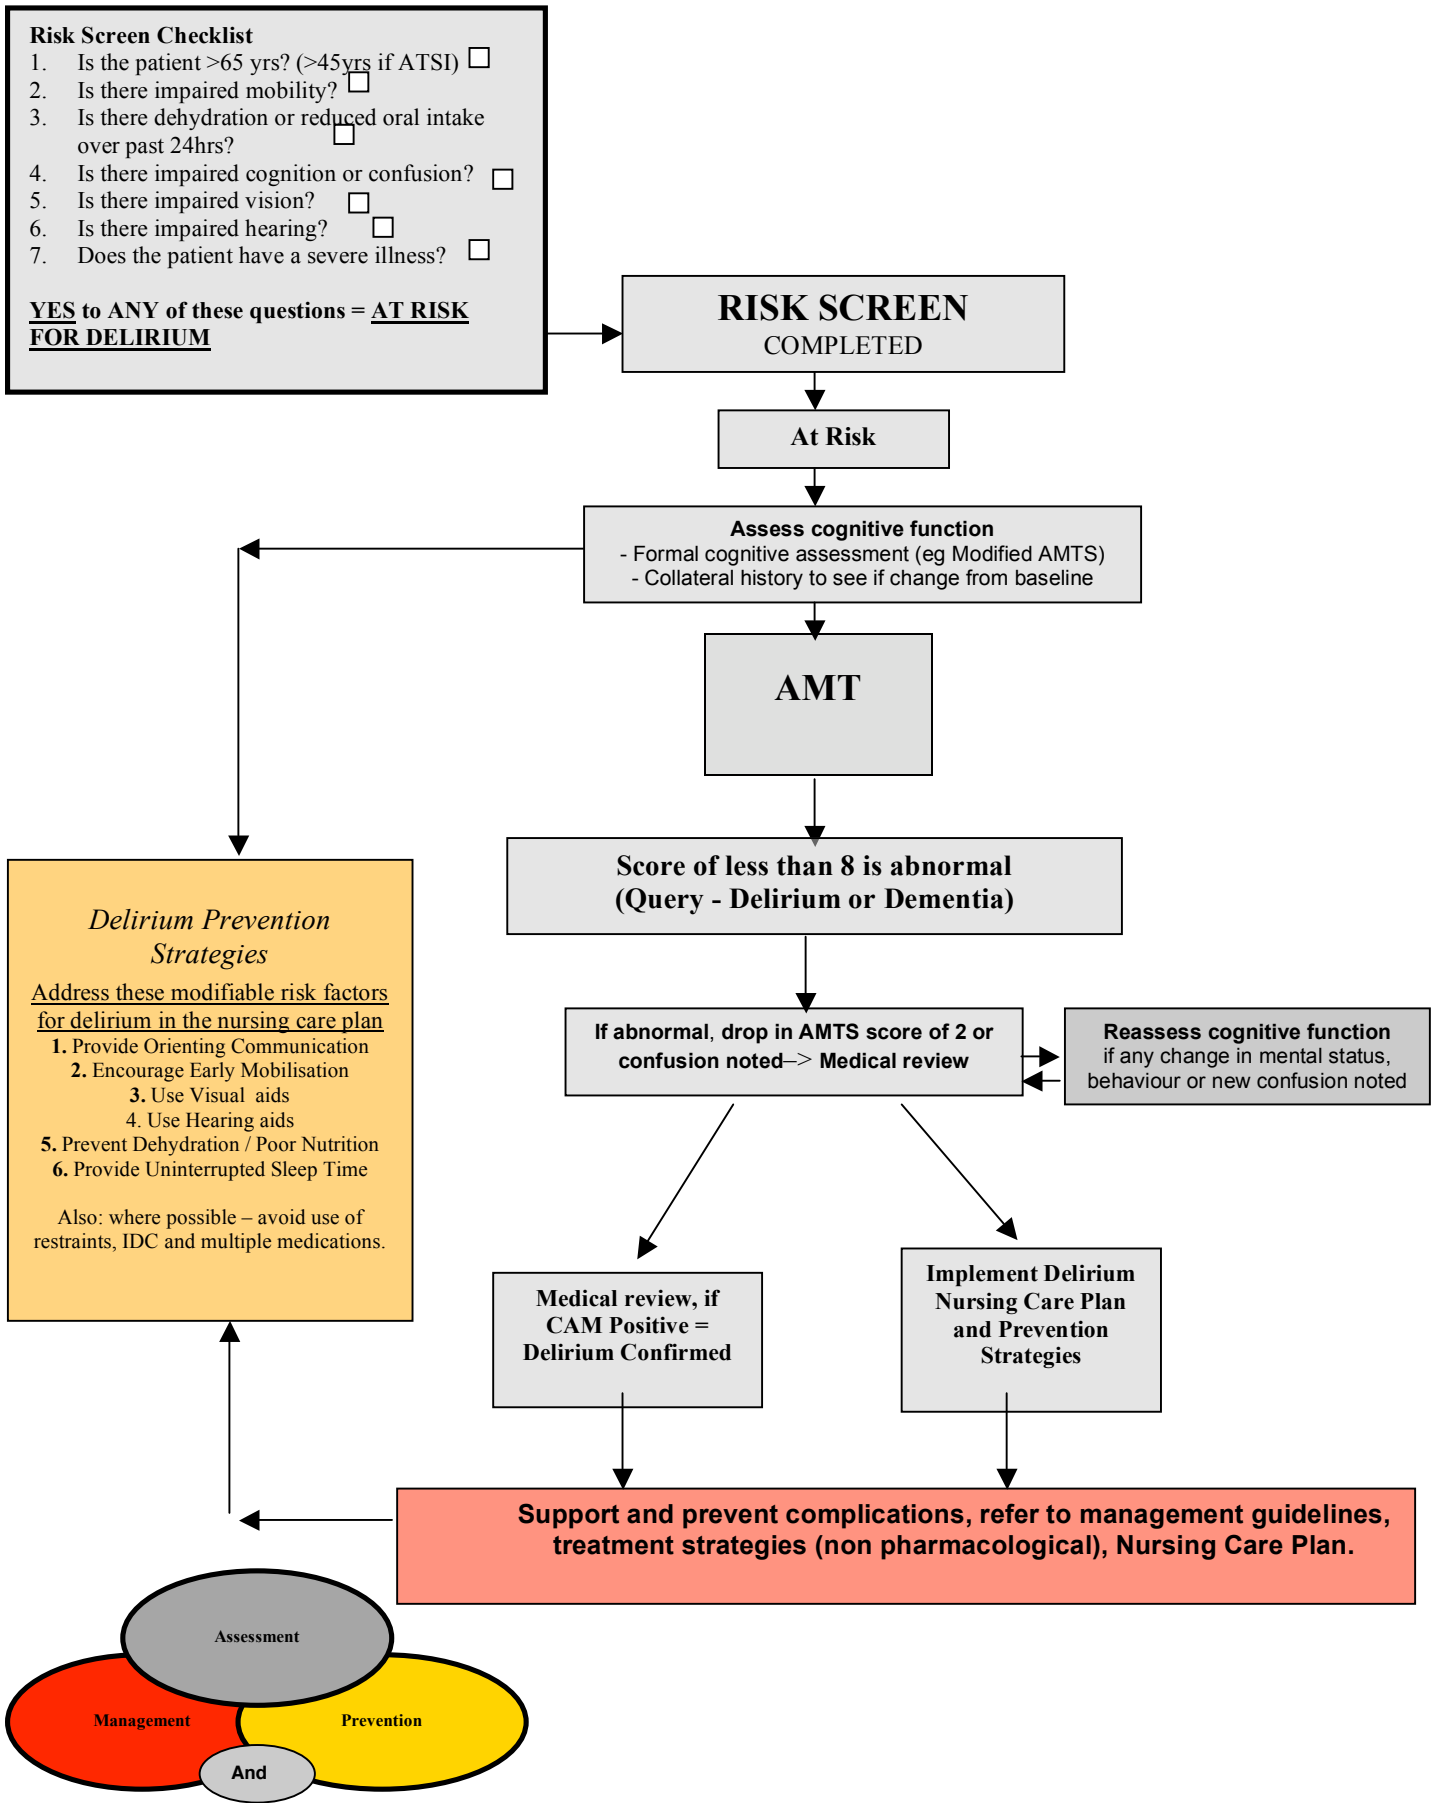 Risk Screen Checklist
1. Is the patient >65 yrs? (>45yrs if ATSI)
2. Is there impaired mobility?
3. Is there dehydration or reduced oral intake
over past 24hrs?
4. Is there impaired cognition or confusion?
5. Is there impaired vision?
6. Is there impaired hearing?
7. Does the patient have a severe illness?
YES to ANY of these questions = AT RISK
FOR DELIRIUM
RISK SCREEN
COMPLETED
At Risk
Assess cognitive function
- Formal cognitive assessment (eg Modified AMTS)
- Collateral history to see if change from baseline
AMT
Score of less than 8 is abnormal
(Query - Delirium or Dementia)
Delirium Prevention
Strategies
Address these modifiable risk factors
for delirium in the nursing care plan
1. Provide Orienting Communication
2. Encourage Early Mobilisation
3. Use Visual aids
4. Use Hearing aids
5. Prevent Dehydration / Poor Nutrition
6. Provide Uninterrupted Sleep Time
Also: where possible – avoid use of
restraints, IDC and multiple medications.
If abnormal, drop in AMTS score of 2 or
confusion noted–> Medical review
Reassess cognitive function
if any change in mental status,
behaviour or new confusion noted
Medical review, if
CAM Positive =
Delirium Confirmed
Implement Delirium
Nursing Care Plan
and Prevention
Strategies
Support and prevent complications, refer to management guidelines,
treatment strategies (non pharmacological), Nursing Care Plan.
Assessment
Management
Prevention
And